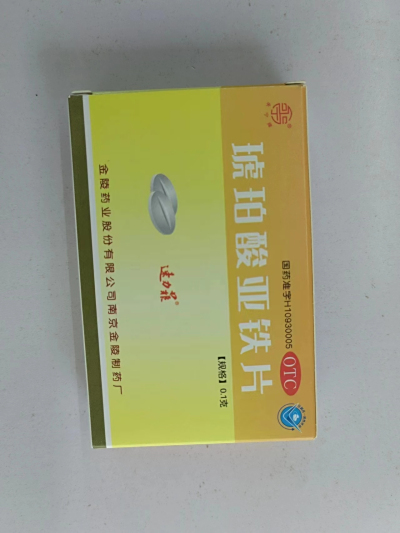 琥珀酸亚铁片
国药准字H10930005
OTC
【规格】0.1克
速力菲
金陵药业股份有限公司南京金陵制药厂